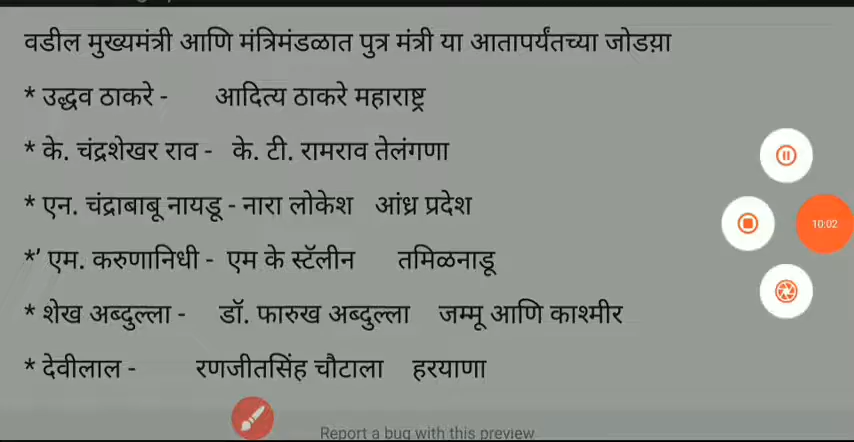 वडील मुख्यमंत्री आणि मंत्रिमंडळात पुत्र मंत्री या आतापर्यंतच्या जोडय़ा
* उद्धव ठाकरे - आदित्य ठाकरे महाराष्ट्र
* के. चंद्रशेखर राव - के. टी. रामराव तेलंगणा
* एन. चंद्राबाबू नायडू - नारा लोकेश आंध्र प्रदेश
*’ एम. करुणानिधी - एम के स्टॅलीन तमिळनाडू
* शेख अब्दुल्ला - डॉ. फारुख अब्दुल्ला जम्मू आणि काश्मीर
* देवीलाल - रणजीतसिंह चौटाला हरयाणा
10:02
Report a bug with this preview